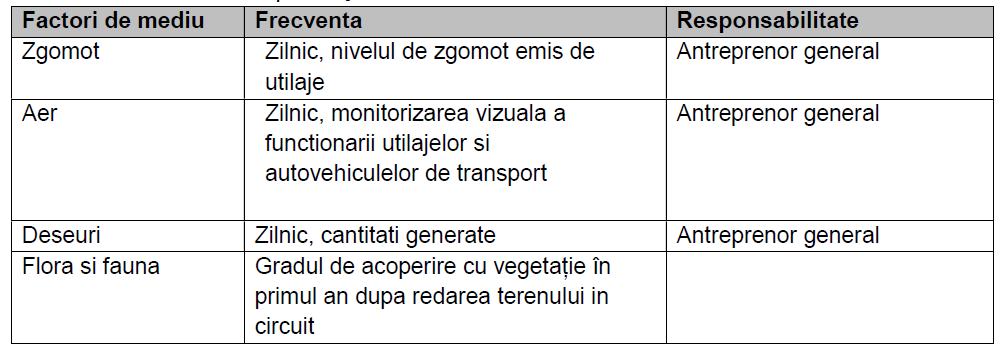 Factori de mediu Frecventa Responsabilitate
Zgomot Zilnic, nivelul de zgomot emis de Antreprenor general
utilaje
Aer Zilnic, monitorizarea vizuala a Antreprenor general
functionarii utilajelor si
autovehiculelor de transport
Deseuri Zilnic, cantitati generate Antreprenor general
Flora si fauna Gradul de acoperire cu vegetație în
primul an dupa redarea terenului in
circuit